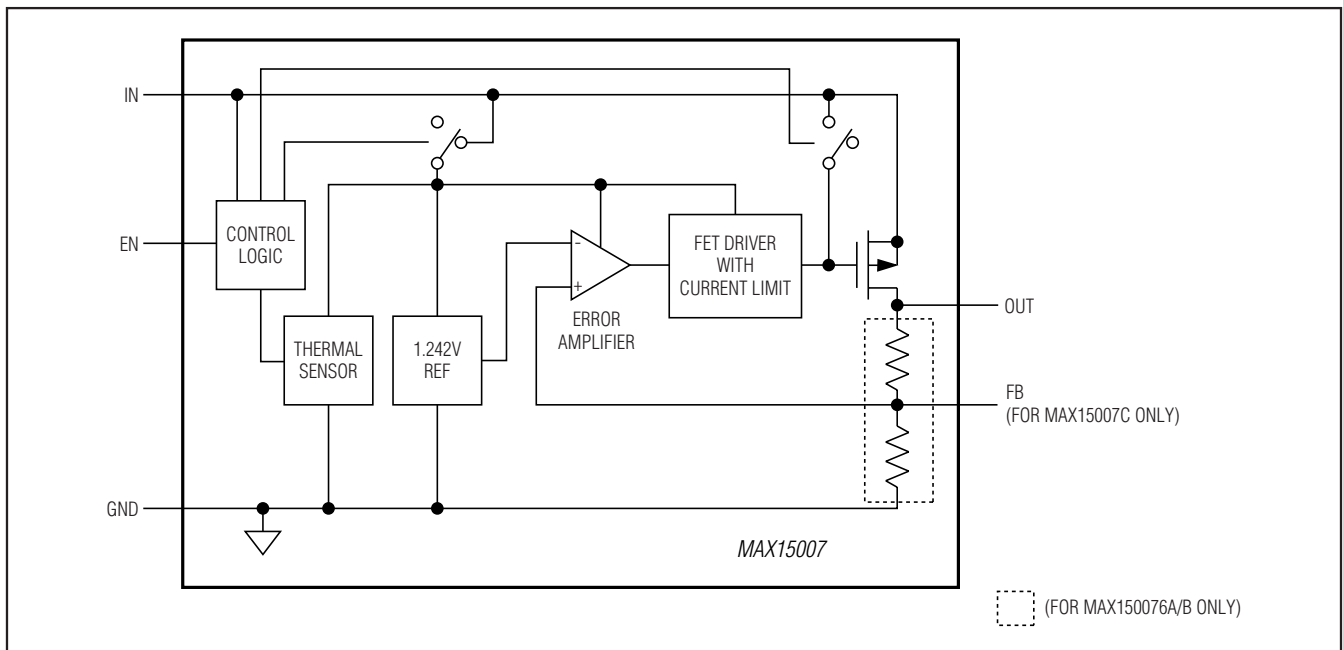 IN
EN
CONTROL
LOGIC
-
+
FET DRIVER
WITH
CURRENT LIMIT
ERROR
AMPLIFIER
THERMAL
SENSOR
1.242V
REF
OUT
FB
(FOR MAX15007C ONLY)
GND
MAX15007
(FOR MAX150076A/B ONLY)